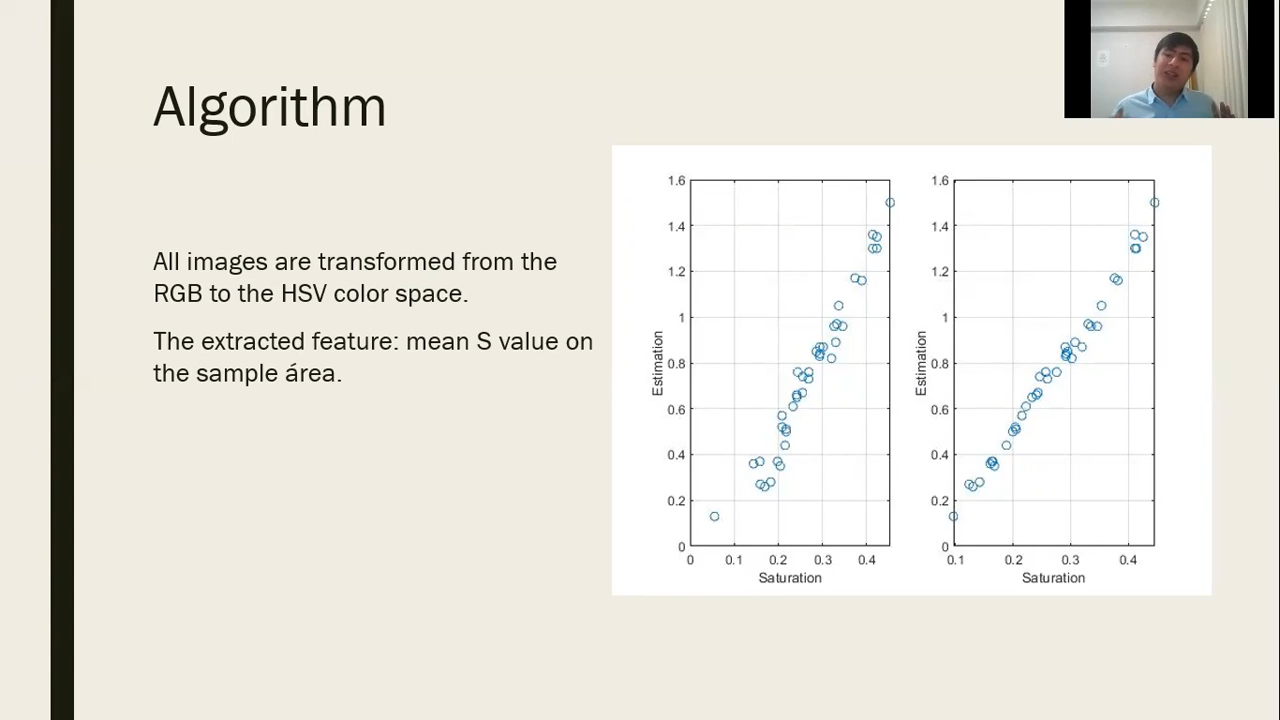 Algorithm
All images are transformed from the
RGB to the HSV color space.
The extracted feature: mean S value on
the sample área.
1.6
1.4
1.2
1
0.8
0.6
0.4
0.2
0
Estimation
0 0.1 0.2 0.3 0.4
Saturation
1.6
1.4
1.2
1
0.8
0.6
0.4
0.2
0
Estimation
0.1 0.2 0.3 0.4
Saturation